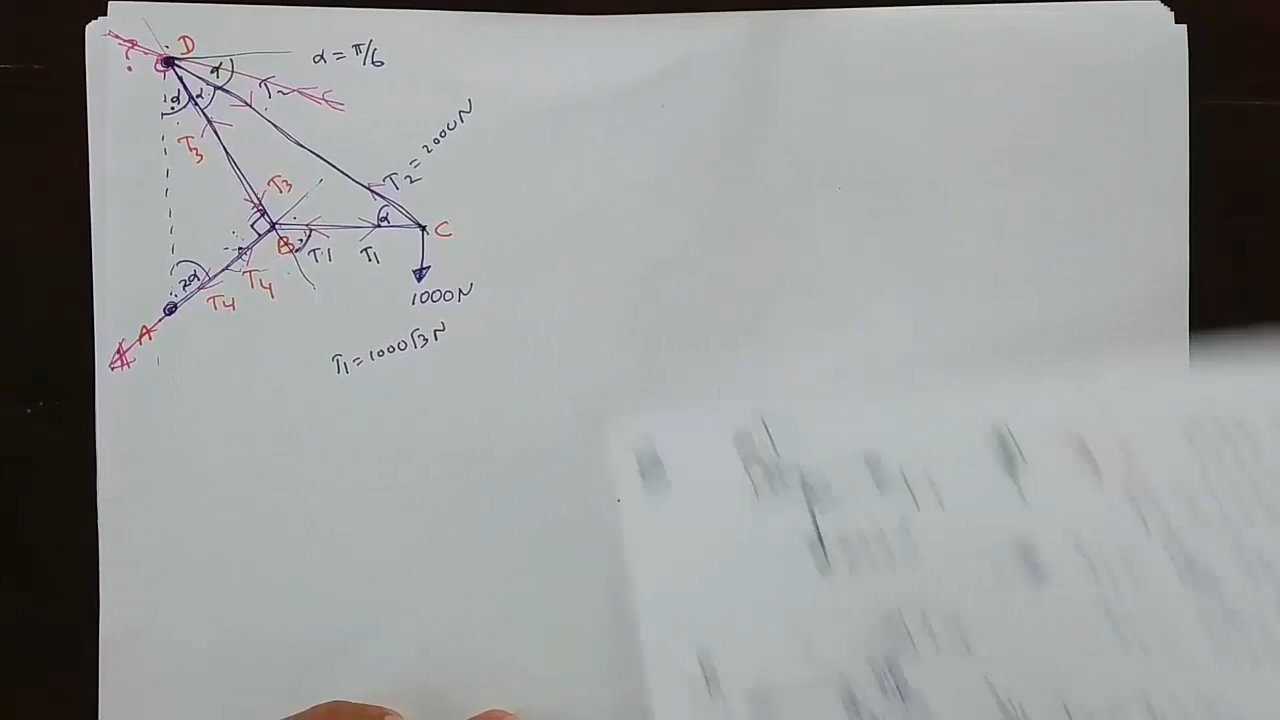 D
?
α = π/6
α
α
α
T2
T3
T2 = 2000N
T3
α
C
B
T1
T1
2α
T4
T4
1000N
A
T1 = 1000√3 N